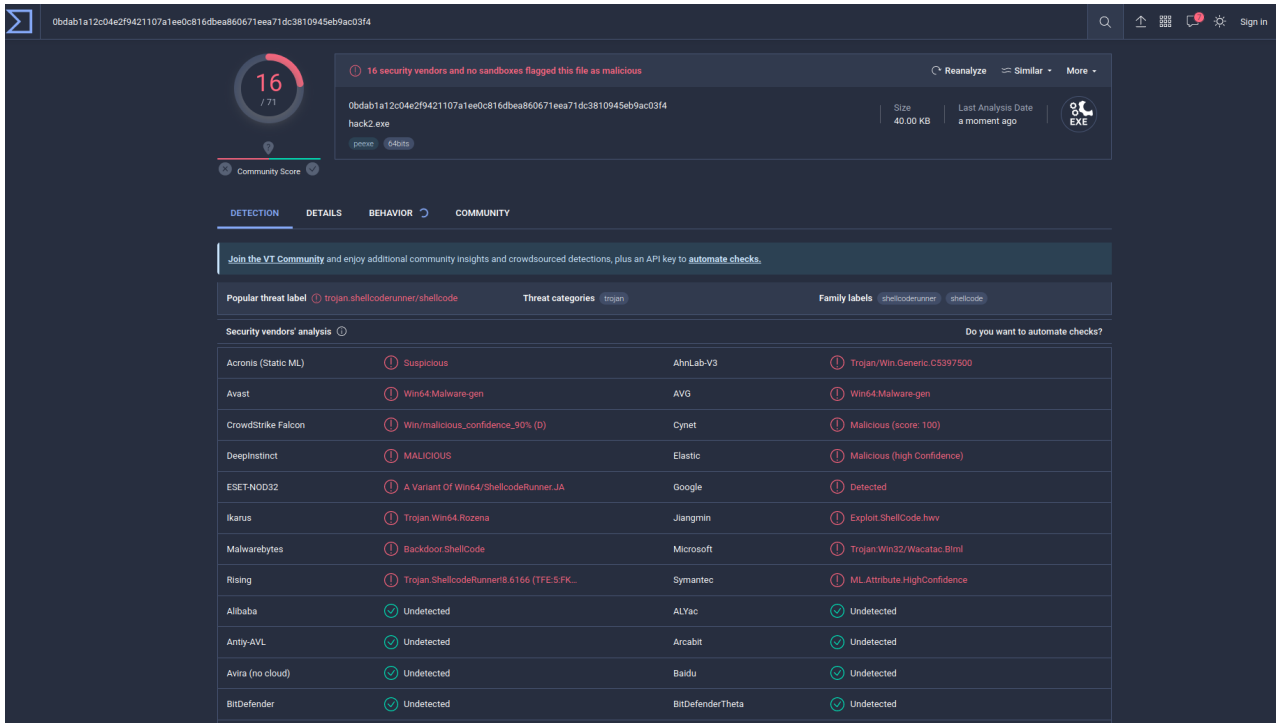 0bdab1a12c04e2f9421107a1ee0c816dbea860671eea71dc3810945eb9ac03f4
7
Sign in
16
/ 71
?
Community Score
16 security vendors and no sandboxes flagged this file as malicious
Reanalyze
Similar
More
0bdab1a12c04e2f9421107a1ee0c816dbea860671eea71dc3810945eb9ac03f4
hack2.exe
peexe
64bits
Size
40.00 KB
Last Analysis Date
a moment ago
EXE
DETECTION
DETAILS
BEHAVIOR
COMMUNITY
Join the VT Community and enjoy additional community insights and crowdsourced detections, plus an API key to automate checks.
Popular threat label trojan.shellcoderunner/shellcode
Threat categories trojan
Family labels shellcoderunner shellcode
Security vendors' analysis
Do you want to automate checks?
Acronis (Static ML) Suspicious AhnLab-V3 Trojan/Win.Generic.C5397500
Avast Win64:Malware-gen AVG Win64:Malware-gen
CrowdStrike Falcon Win/malicious_confidence_90% (D) Cynet Malicious (score: 100)
DeepInstinct MALICIOUS Elastic Malicious (high Confidence)
ESET-NOD32 A Variant Of Win64/ShellcodeRunner.JA Google Detected
Ikarus Trojan.Win64.Rozena Jiangmin Exploit.ShellCode.hwv
Malwarebytes Backdoor.ShellCode Microsoft Trojan:Win32/Wacatac.B!ml
Rising Trojan.ShellcodeRunner!8.6166 (TFE:5:FK... Symantec ML.Attribute.HighConfidence
Alibaba Undetected ALYac Undetected
Antiy-AVL Undetected Arcabit Undetected
Avira (no cloud) Undetected Baidu Undetected
BitDefender Undetected BitDefenderTheta Undetected